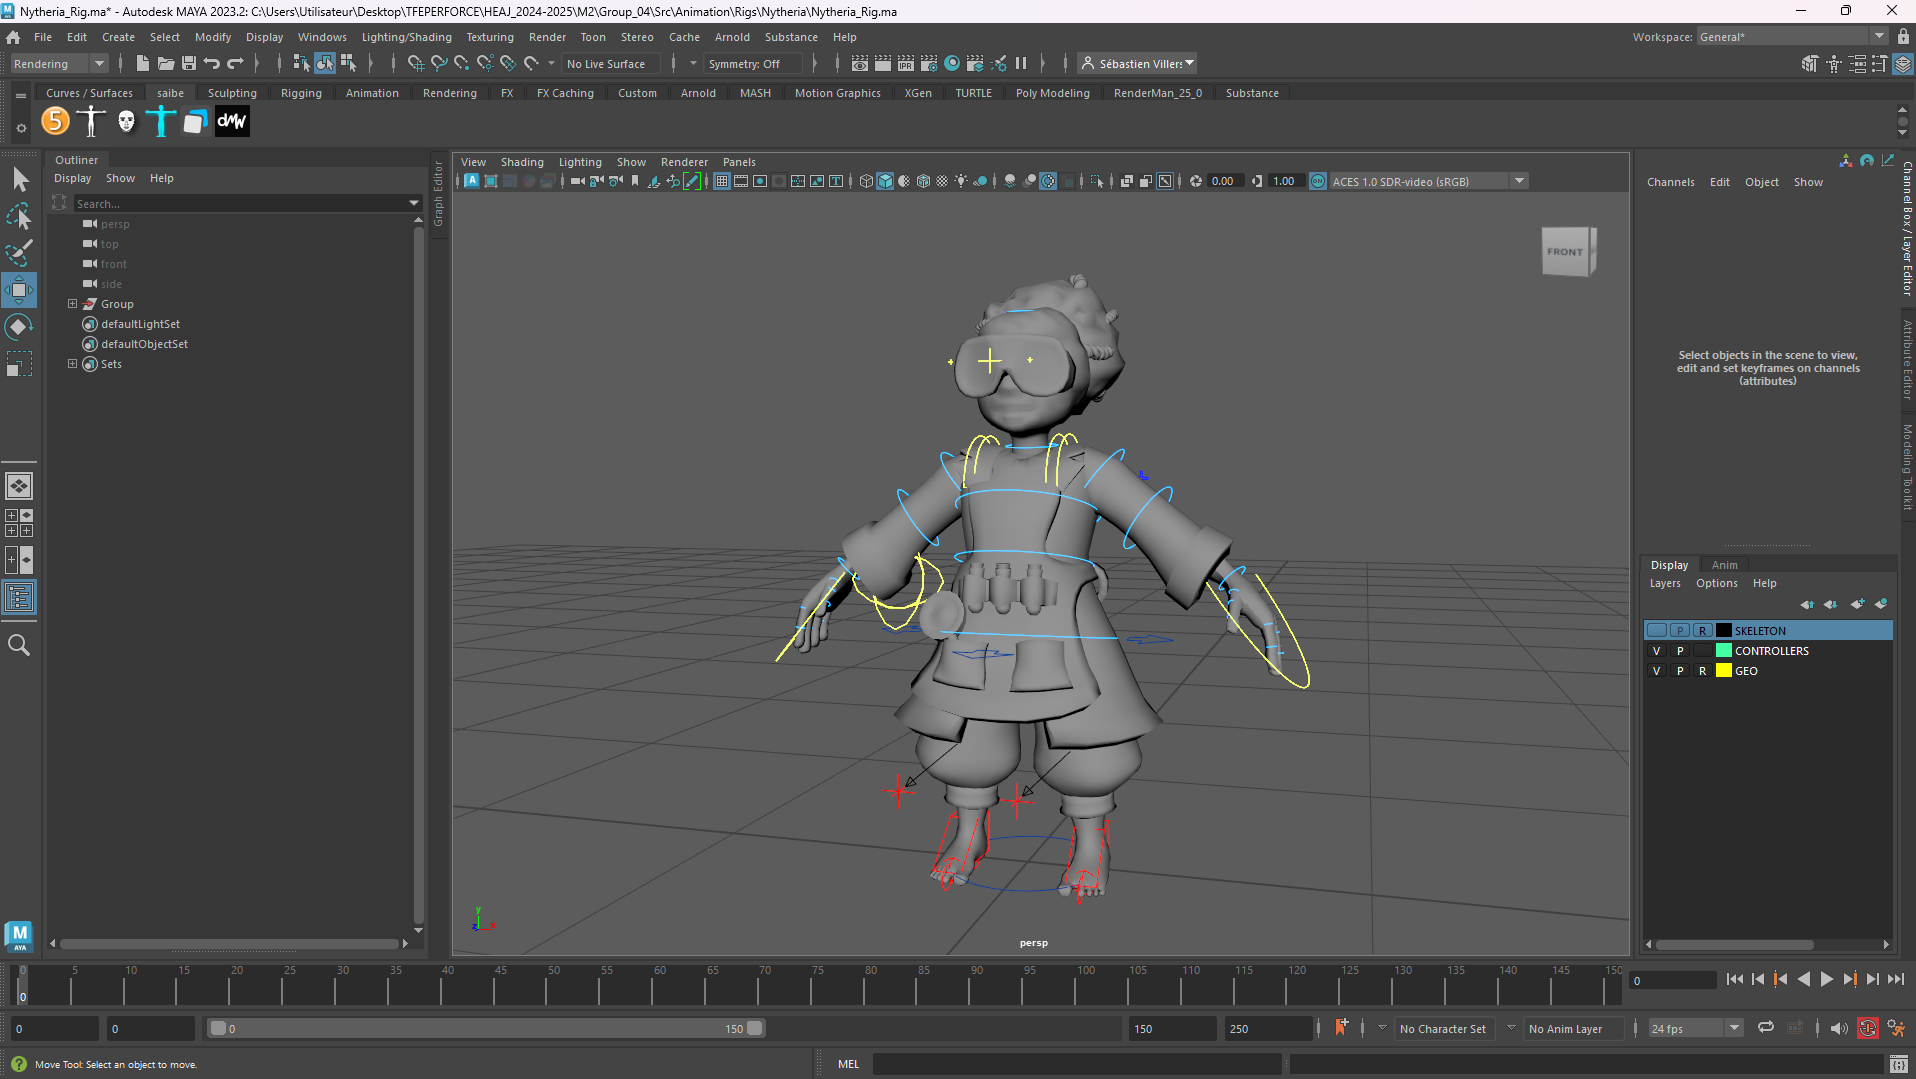 Nytheria_Rig.ma* - Autodesk MAYA 2023.2: C:\Users\Utilisateur\Desktop\TFEPERFORCE\HEAJ_2024-2025\M2\Group_04\Src\Animation\Rigs\Nytheria\Nytheria_Rig.ma
File Edit Create Select Modify Display Windows Lighting/Shading Texturing Render Toon Stereo Cache Arnold Substance Help
Workspace: General*
Rendering No Live Surface Symmetry: Off Sébastien Villers
Curves / Surfaces saibe Sculpting Rigging Animation Rendering FX FX Caching Custom Arnold MASH Motion Graphics XGen TURTLE Poly Modeling RenderMan_25_0 Substance
5 dmw
Outliner
Display Show Help
Search...
persp
top
front
side
Group
defaultLightSet
defaultObjectSet
Sets
Graph Editor
View Shading Lighting Show Renderer Panels
0.00 1.00 ACES 1.0 SDR-video (sRGB)
FRONT
persp
y
x
z
Channels Edit Object Show
Select objects in the scene to view,
edit and set keyframes on channels
(attributes)
Channel Box / Layer Editor
Attribute Editor
Modeling Toolkit
Display Anim
Layers Options Help
P R SKELETON
V P CONTROLLERS
V P R GEO
M
AYA
0 5 10 15 20 25 30 35 40 45 50 55 60 65 70 75 80 85 90 95 100 105 110 115 120 125 130 135 140 145 150
0
0
0 0 0 150 150 250 No Character Set No Anim Layer 24 fps
Move Tool: Select an object to move.
MEL